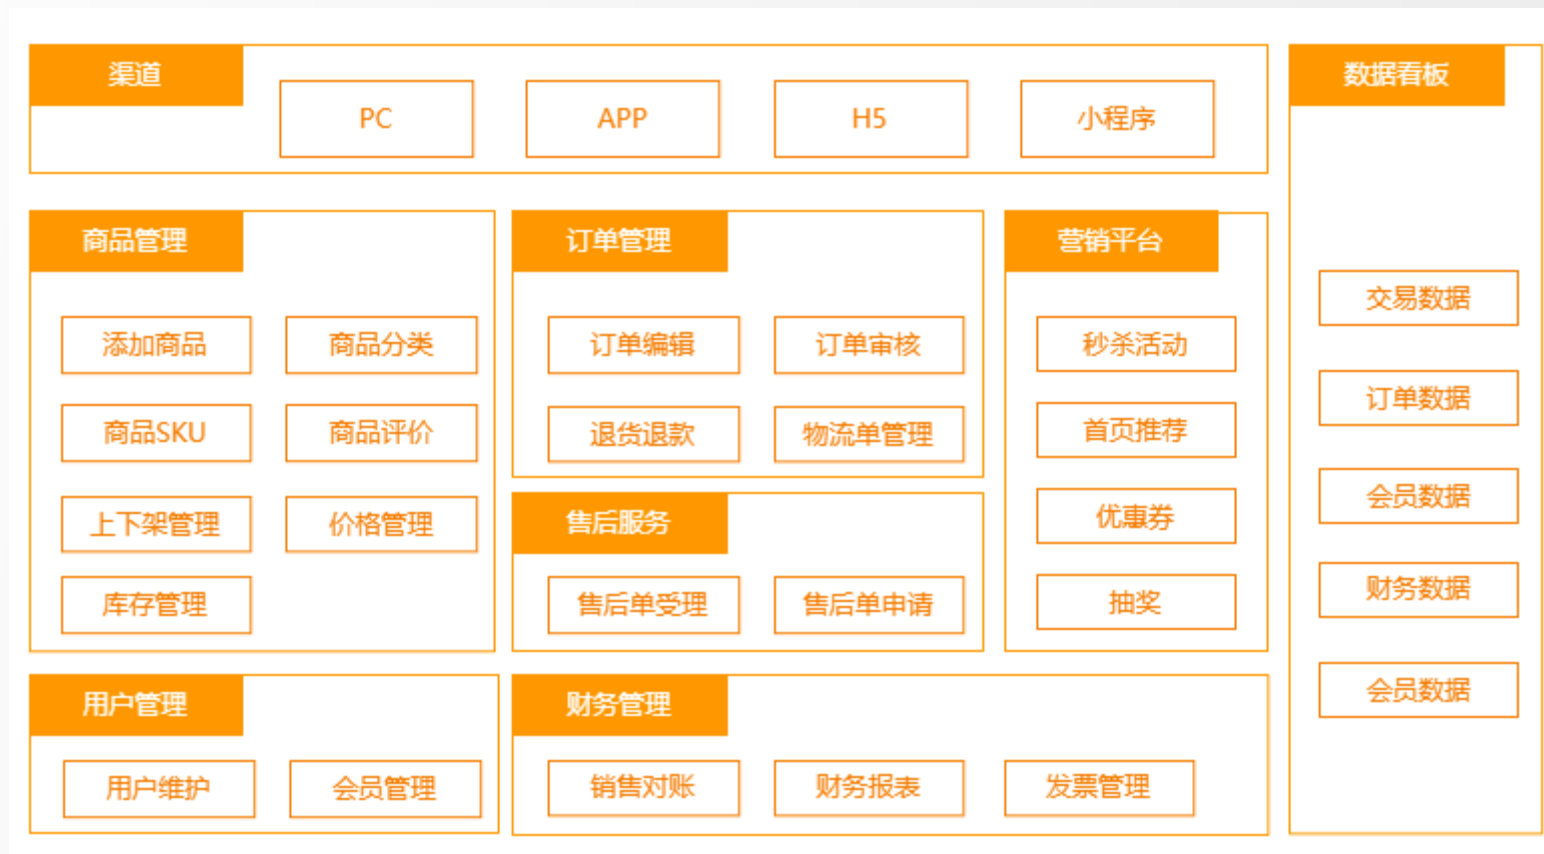 渠道
PC
APP
H5
小程序
商品管理
添加商品
商品分类
商品SKU
商品评价
上下架管理
价格管理
库存管理
订单管理
订单编辑
订单审核
退货退款
物流单管理
售后服务
售后单受理
售后单申请
营销平台
秒杀活动
首页推荐
优惠券
抽奖
用户管理
用户维护
会员管理
财务管理
销售对账
财务报表
发票管理
数据看板
交易数据
订单数据
会员数据
财务数据
会员数据